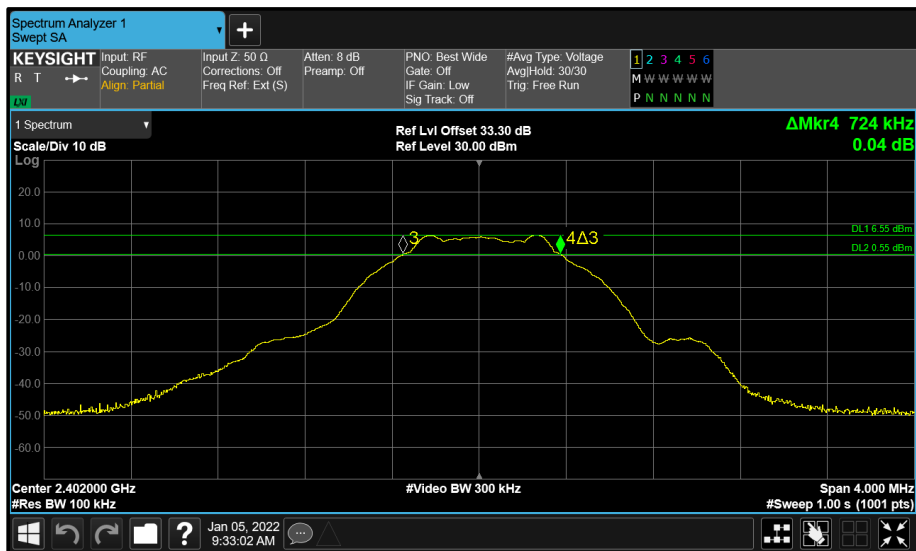 Spectrum Analyzer 1
Swept SA
+
KEYSIGHT
R T
LXI
Input: RF
Coupling: AC
Align: Partial
Input Z: 50 Ω
Corrections: Off
Freq Ref: Ext (S)
Atten: 8 dB
Preamp: Off
PNO: Best Wide
Gate: Off
IF Gain: Low
Sig Track: Off
#Avg Type: Voltage
Avg|Hold: 30/30
Trig: Free Run
1 2 3 4 5 6
M W W W W W
P N N N N N
1 Spectrum
Scale/Div 10 dB
Ref Lvl Offset 33.30 dB
Ref Level 30.00 dBm
ΔMkr4 724 kHz
0.04 dB
Log
20.0
10.0
0.00
-10.0
-20.0
-30.0
-40.0
-50.0
-60.0
3
4Δ3
DL1 6.55 dBm
DL2 0.55 dBm
Center 2.402000 GHz
#Video BW 300 kHz
Span 4.000 MHz
#Res BW 100 kHz
#Sweep 1.00 s (1001 pts)
?
Jan 05, 2022
9:33:02 AM